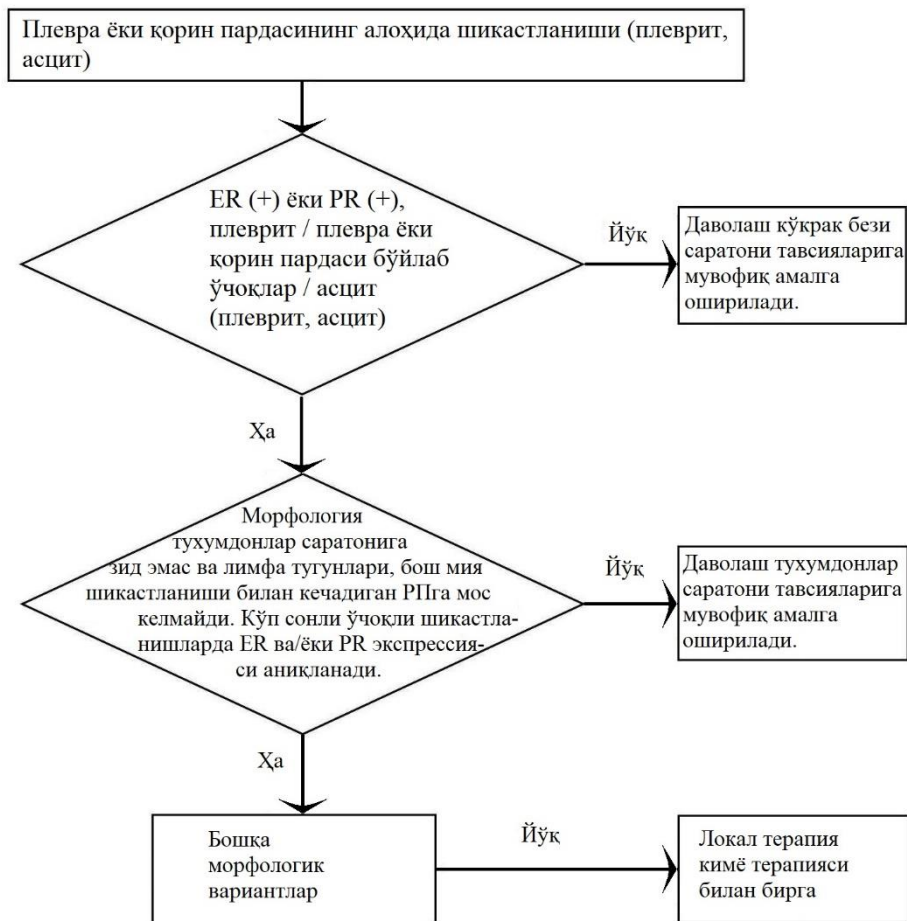 Плевра ёки қорин пардасининг алоҳида шикастланиши (плеврит,
асцит)
ER (+) ёки PR (+),
плеврит / плевра ёки
қорин пардаси бўйлаб
ўчоқлар / асцит
(плеврит, асцит)
Йўқ
Даволаш кўкрак бези
саратони тавсияларига
мувофиқ амалга
оширилади.
Ҳа
Морфология
тухумдонлар саратонига
зид эмас ва лимфа тугунлари, бош мия
шикастланиши билан кечадиган РПга мос
келмайди. Кўп сонли ўчоқли шикастла-
нишларда ER ва/ёки PR экспрессия-
си аниқланади.
Йўқ
Даволаш тухумдонлар
саратони тавсияларига
мувофиқ амалга
оширилади.
Ҳа
Бошқа
морфологик
вариантлар
Йўқ
Локал терапия
кимё терапияси
билан бирга